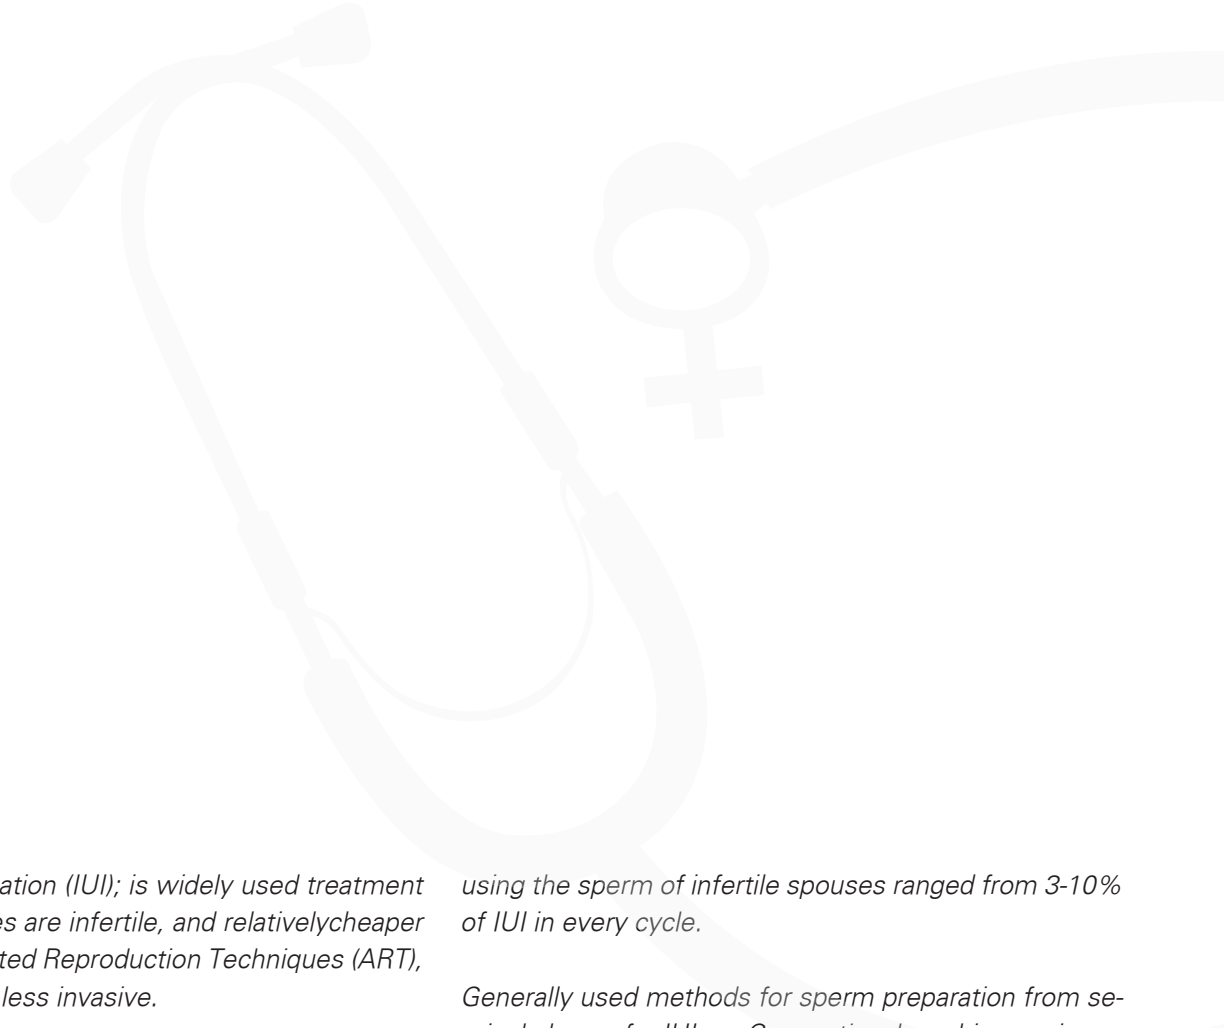 ation (IUI); is widely used treatment
es are infertile, and relativelycheaper
ted Reproduction Techniques (ART),
less invasive.
using the sperm of infertile spouses ranged from 3-10%
of IUI in every cycle.
Generally used methods for sperm preparation from se-